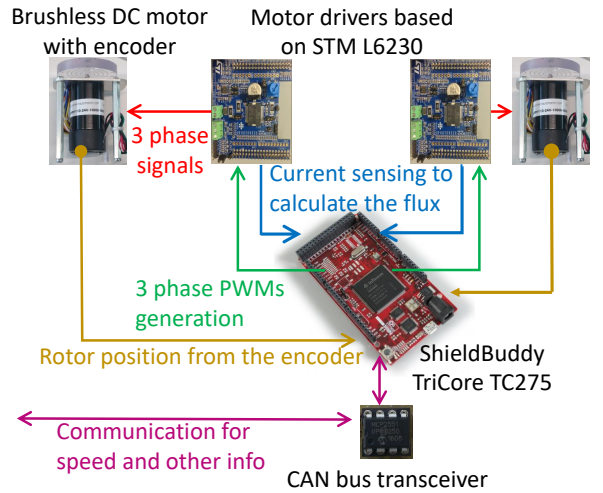 Brushless DC motor
with encoder
Motor drivers based
on STM L6230
3 phase
signals
Current sensing to
calculate the flux
3 phase PWMs
generation
Rotor position from the encoder
ShieldBuddy
TriCore TC275
Communication for
speed and other info
MCP2551
CAN bus transceiver